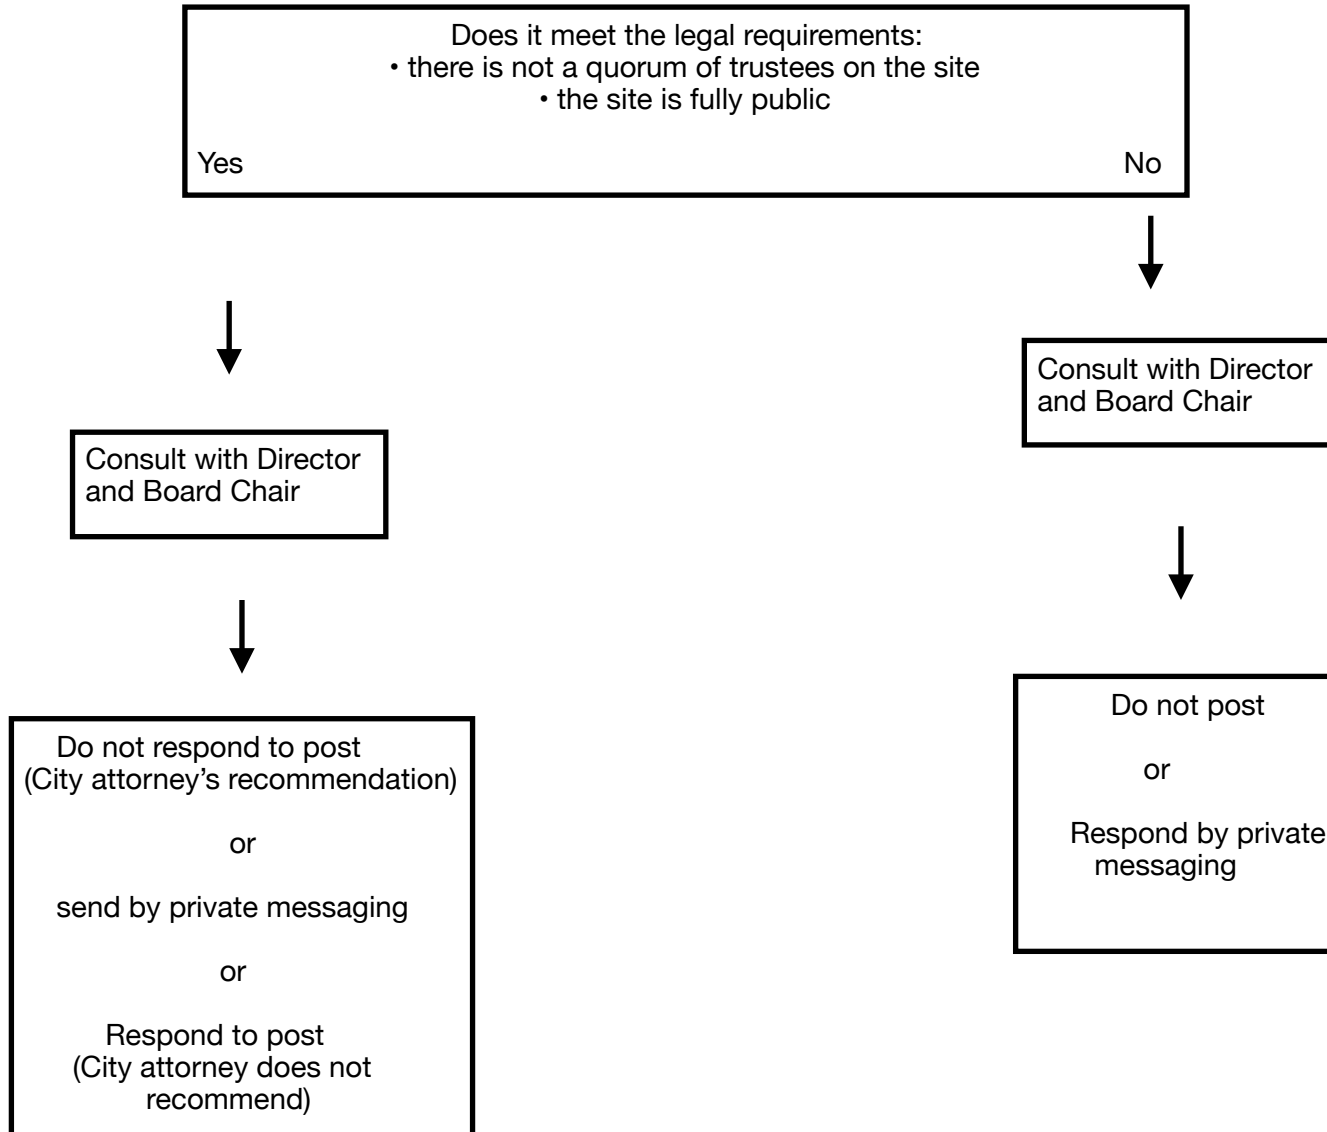 Does it meet the legal requirements:
• there is not a quorum of trustees on the site
• the site is fully public
Yes
No
Consult with Director
and Board Chair
Consult with Director
and Board Chair
Do not respond to post
(City attorney’s recommendation)
or
send by private messaging
or
Respond to post
(City attorney does not
recommend)
Do not post
or
Respond by private
messaging